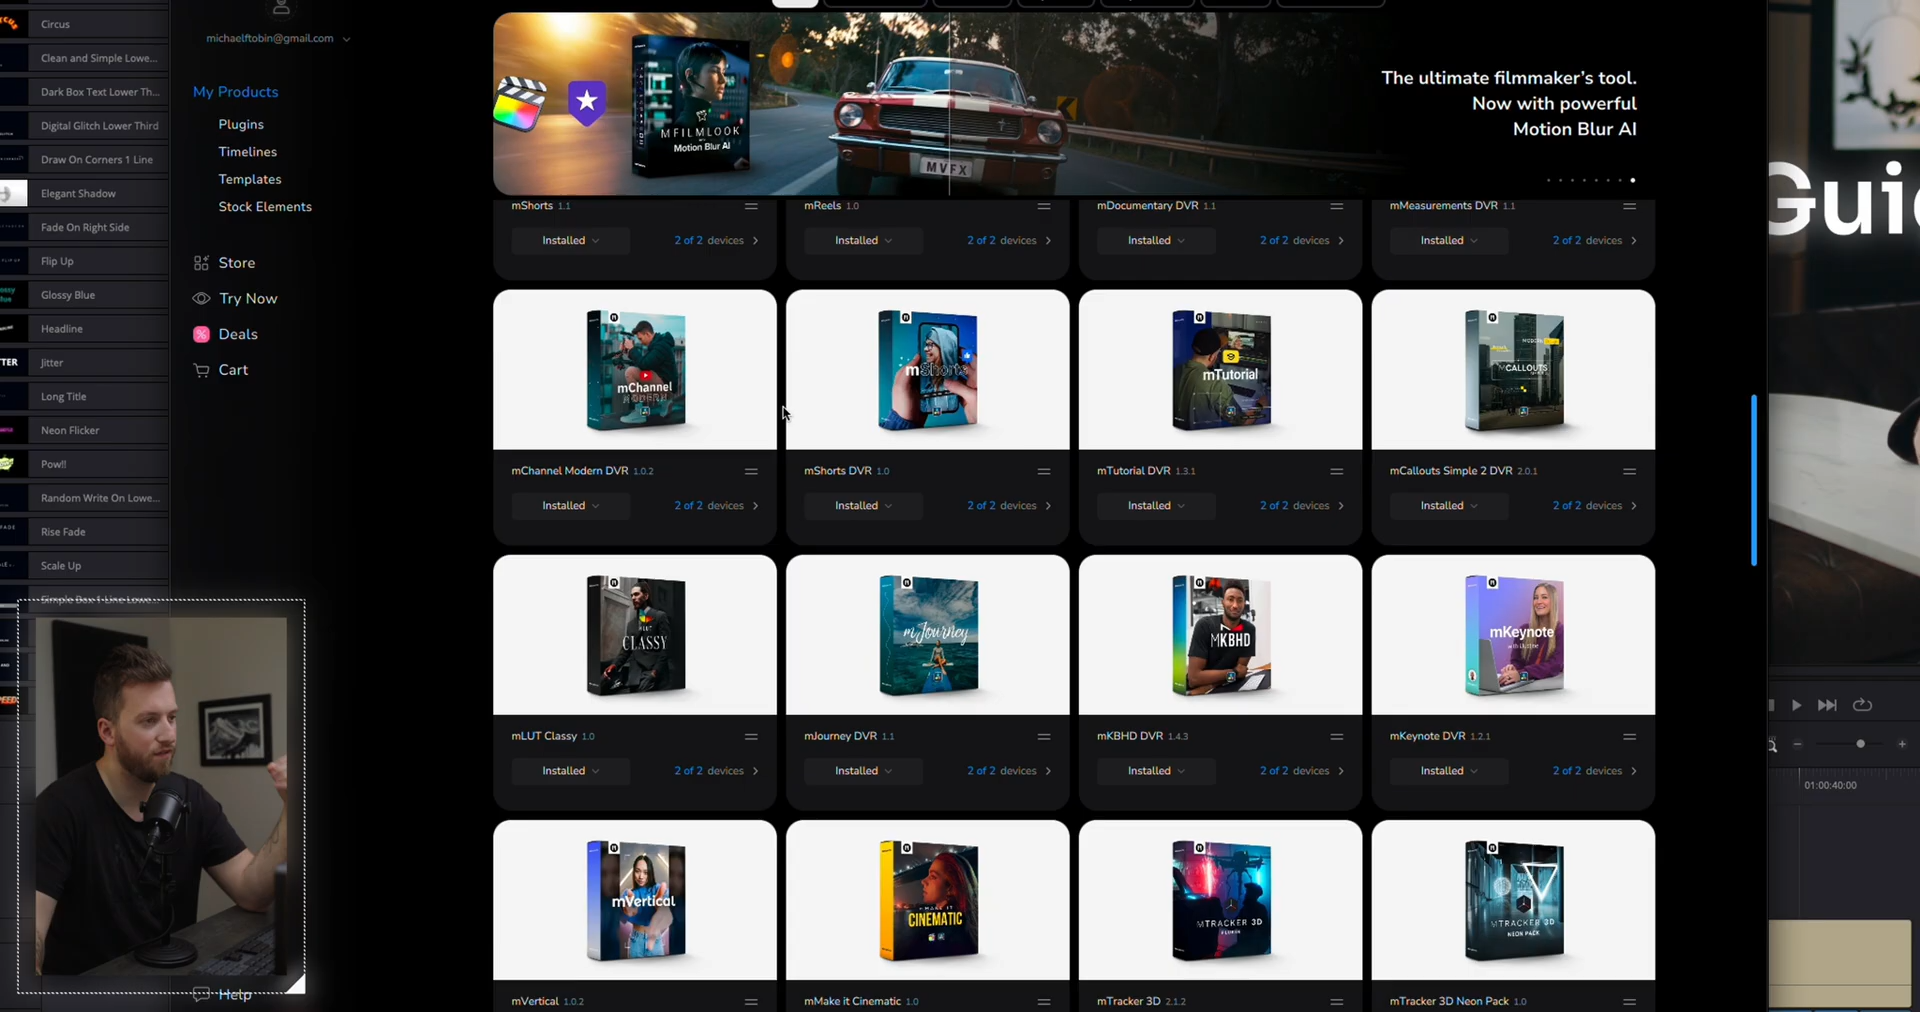 Circus
Clean and Simple Lowe...
Dark Box Text Lower Th...
Digital Glitch Lower Third
Draw On Corners 1 Line
Elegant Shadow
Fade On Right Side
Flip Up
Glossy Blue
Headline
Jitter
Long Title
Neon Flicker
Pow!!
Random Write On Lowe...
Rise Fade
Scale Up
Simple Box 1 Line Lowe...
michaelftobin@gmail.com
My Products
Plugins
Timelines
Templates
Stock Elements
Store
Try Now
Deals
Cart
Help
MFILMLOOK
Motion Blur AI
MVFX
The ultimate filmmaker's tool.
Now with powerful
Motion Blur AI
mShorts 1.1
Installed
2 of 2 devices
mReels 1.0
Installed
2 of 2 devices
mDocumentary DVR 1.1
Installed
2 of 2 devices
mMeasurements DVR 1.1
Installed
2 of 2 devices
mChannel
MODERN
mChannel Modern DVR 1.0.2
Installed
2 of 2 devices
mShorts
mShorts DVR 1.0
Installed
2 of 2 devices
mTutorial
mTutorial DVR 1.3.1
Installed
2 of 2 devices
MCALLOUTS
mCallouts Simple 2 DVR 2.0.1
Installed
2 of 2 devices
MLUT
CLASSY
mLUT Classy 1.0
Installed
2 of 2 devices
mJourney
mJourney DVR 1.1
Installed
2 of 2 devices
MKBHD
mKBHD DVR 1.4.3
Installed
2 of 2 devices
mKeynote
mKeynote DVR 1.2.1
Installed
2 of 2 devices
mVertical
mVertical 1.0.2
MAKE IT
CINEMATIC
mMake it Cinematic 1.0
MTRACKER 3D
mTracker 3D 2.1.2
MTRACKER 3D
NEON PACK
mTracker 3D Neon Pack 1.0
Gui
01:00:40:00